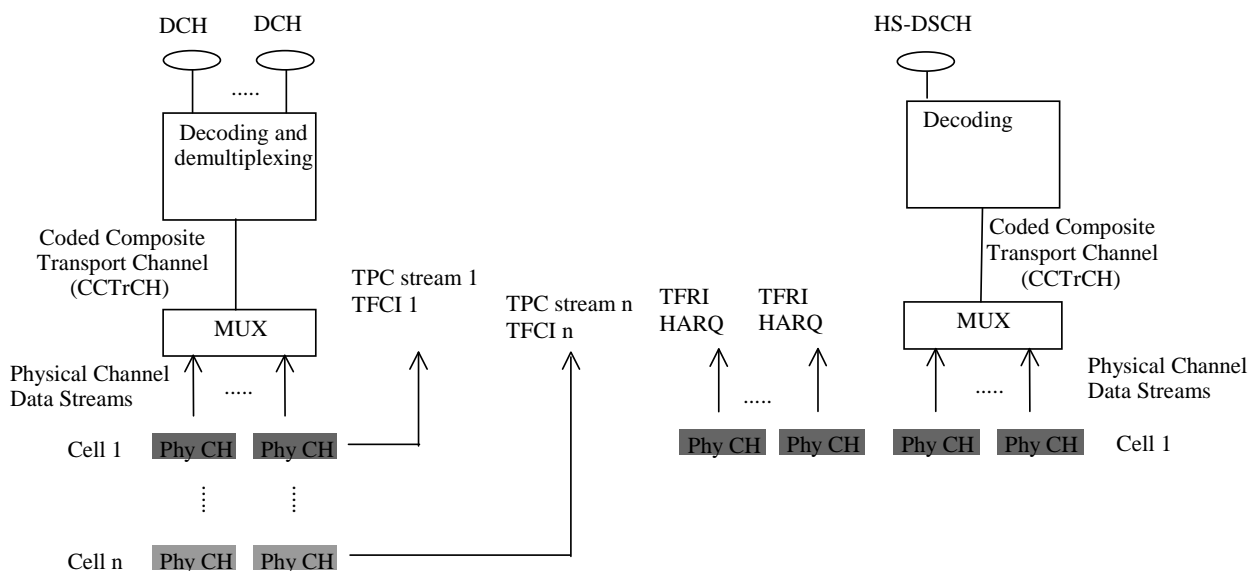 DCH DCH HS-DSCH
.....
Decoding and
demultiplexing
Decoding
Coded Composite
Transport Channel
(CCTrCH)
Coded Composite
Transport Channel
(CCTrCH)
TPC stream 1
TFCI 1
TPC stream n
TFCI n
TFRI
HARQ
TFRI
HARQ
MUX
MUX
Physical Channel
Data Streams
.....
.....
.....
Physical Channel
Data Streams
Cell 1 Phy CH Phy CH
Phy CH Phy CH Phy CH Phy CH Cell 1
Cell n Phy CH Phy CH